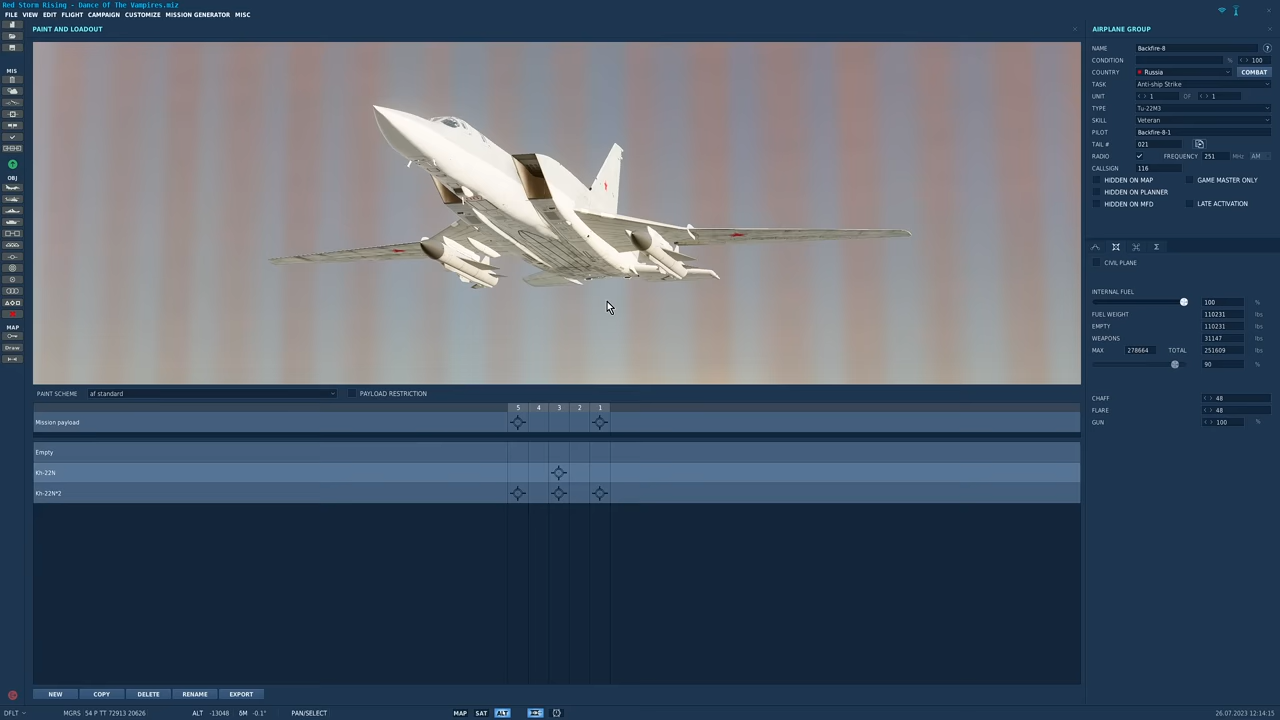 Red Storm Rising - Dance Of The Vampires.miz
FILE VIEW EDIT FLIGHT CAMPAIGN CUSTOMIZE MISSION GENERATOR MISC
PAINT AND LOADOUT
MIS
OBJ
MAP
Draw
PAINT SCHEME af standard PAYLOAD RESTRICTION
5 4 3 2 1
Mission payload
Empty
Kh-22N
Kh-22N*2
NEW COPY DELETE RENAME EXPORT
AIRPLANE GROUP
NAME Backfire-8 ?
CONDITION % < > 100
COUNTRY Russia COMBAT
TASK Anti-ship Strike
UNIT < > 1 OF < > 1
TYPE Tu-22M3
SKILL Veteran
PILOT Backfire-8-1
TAIL # 021
RADIO FREQUENCY 251 MHz AM
CALLSIGN 116
HIDDEN ON MAP GAME MASTER ONLY
HIDDEN ON PLANNER
HIDDEN ON MFD LATE ACTIVATION
CIVIL PLANE
INTERNAL FUEL
100 %
FUEL WEIGHT 110231 lbs
EMPTY 110231 lbs
WEAPONS 31147 lbs
MAX 278664 TOTAL 251609 lbs
90 %
CHAFF < > 48
FLARE < > 48
GUN < > 100 %
DFLT MGRS 54 P TT 72913 20626 ALT -13048 δM -0.1° PAN/SELECT MAP SAT ALT 26.07.2023 12:14:15